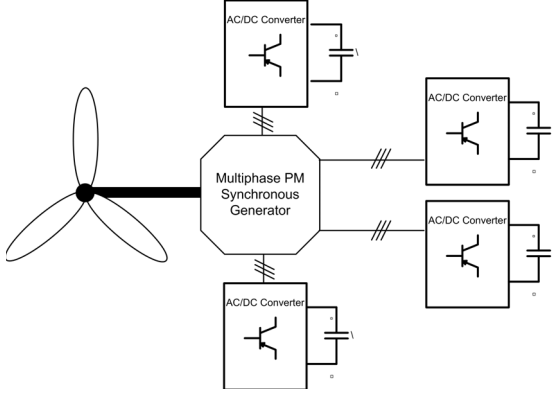 AC/DC Converter
AC/DC Converter
Multiphase PM
Synchronous
Generator
AC/DC Converter
AC/DC Converter